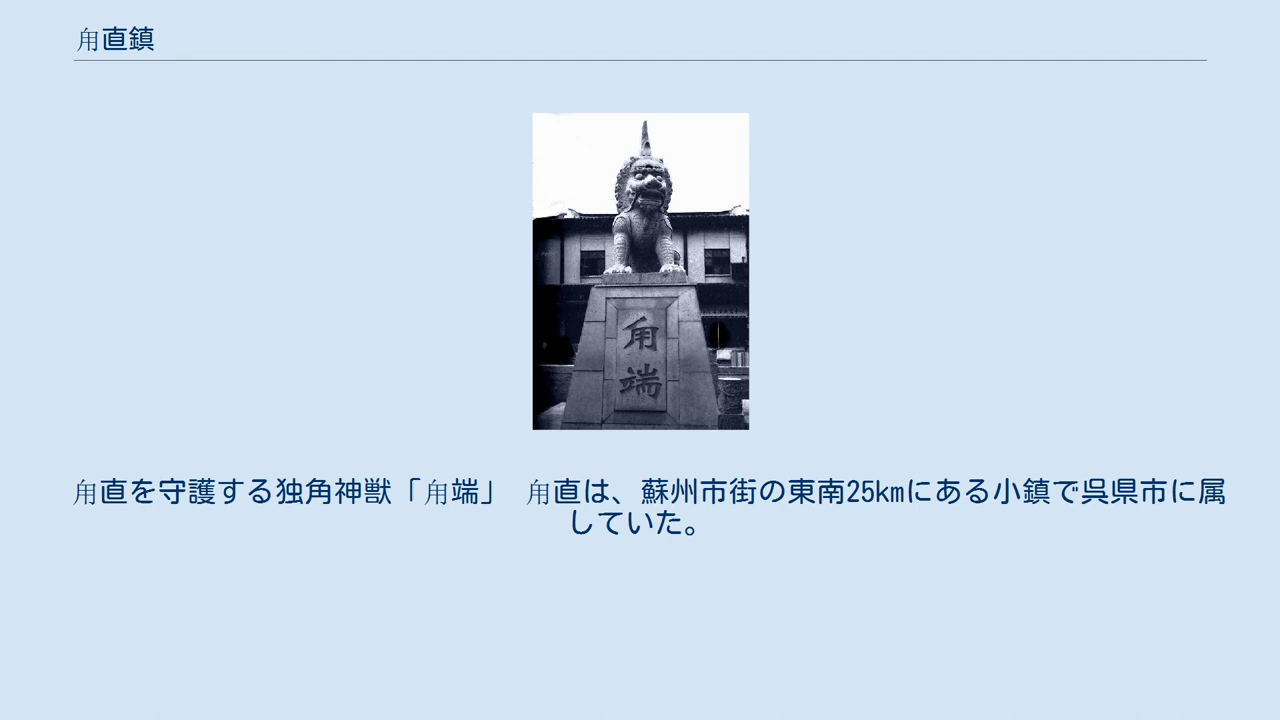 甪直鎮
甪
端
甪直を守護する独角神獣「甪端」　甪直は、蘇州市街の東南25kmにある小鎮で呉県市に属
していた。